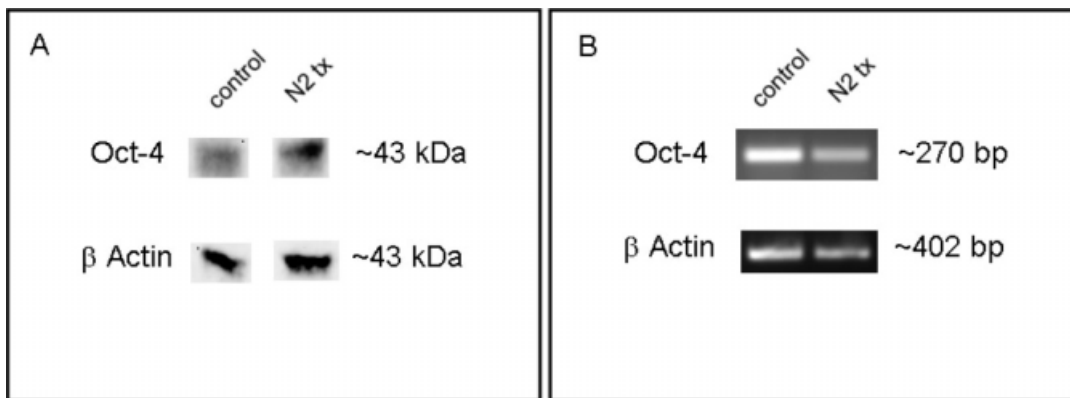 A
control N2 tx
Oct-4 ~43 kDa
β Actin ~43 kDa
B
control N2 tx
Oct-4 ~270 bp
β Actin ~402 bp